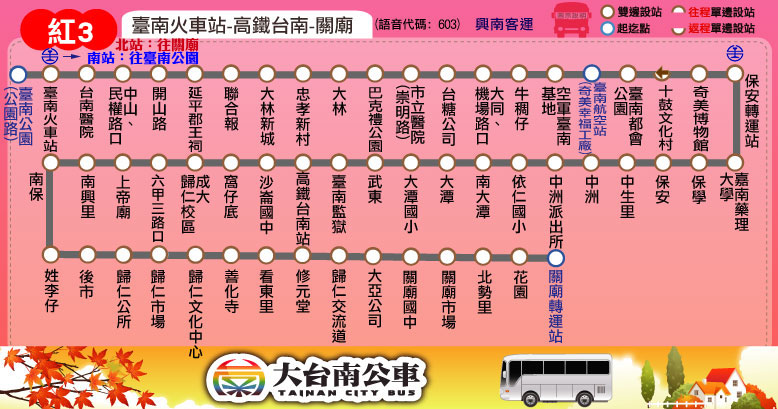 紅3
臺南火車站-高鐵台南-關廟
(語音代碼: 603)
興南客運
雙邊設站
往程單邊設站
起迄點
返程單邊設站
北站：往關廟
南站：往臺南公園
臺南公園(公園路)
臺南火車站
台南醫院
中山、民權路口
開山路
延平郡王祠
聯合報
大林新城
忠孝新村
大林
巴克禮公園
市立醫院(崇明路)
台糖公司
大同、機場路口
牛稠仔
空軍臺南基地
臺南航空站(奇美幸福工廠)
臺南都會公園
十鼓文化村
奇美博物館
保安轉運站
嘉南藥理大學
保學
保安
中生里
中洲
中洲派出所
依仁國小
南大潭
大潭
大潭國小
武東
臺南監獄
高鐵台南站
沙崙國中
窩仔底
成大歸仁校區
六甲三路口
上帝廟
南興里
南保
姓李仔
後市
歸仁公所
歸仁市場
歸仁文化中心
善化寺
看東里
修元堂
歸仁交流道
大亞公司
關廟國中
關廟市場
北勢里
花園
關廟轉運站
大台南公車
TAINAN CITY BUS